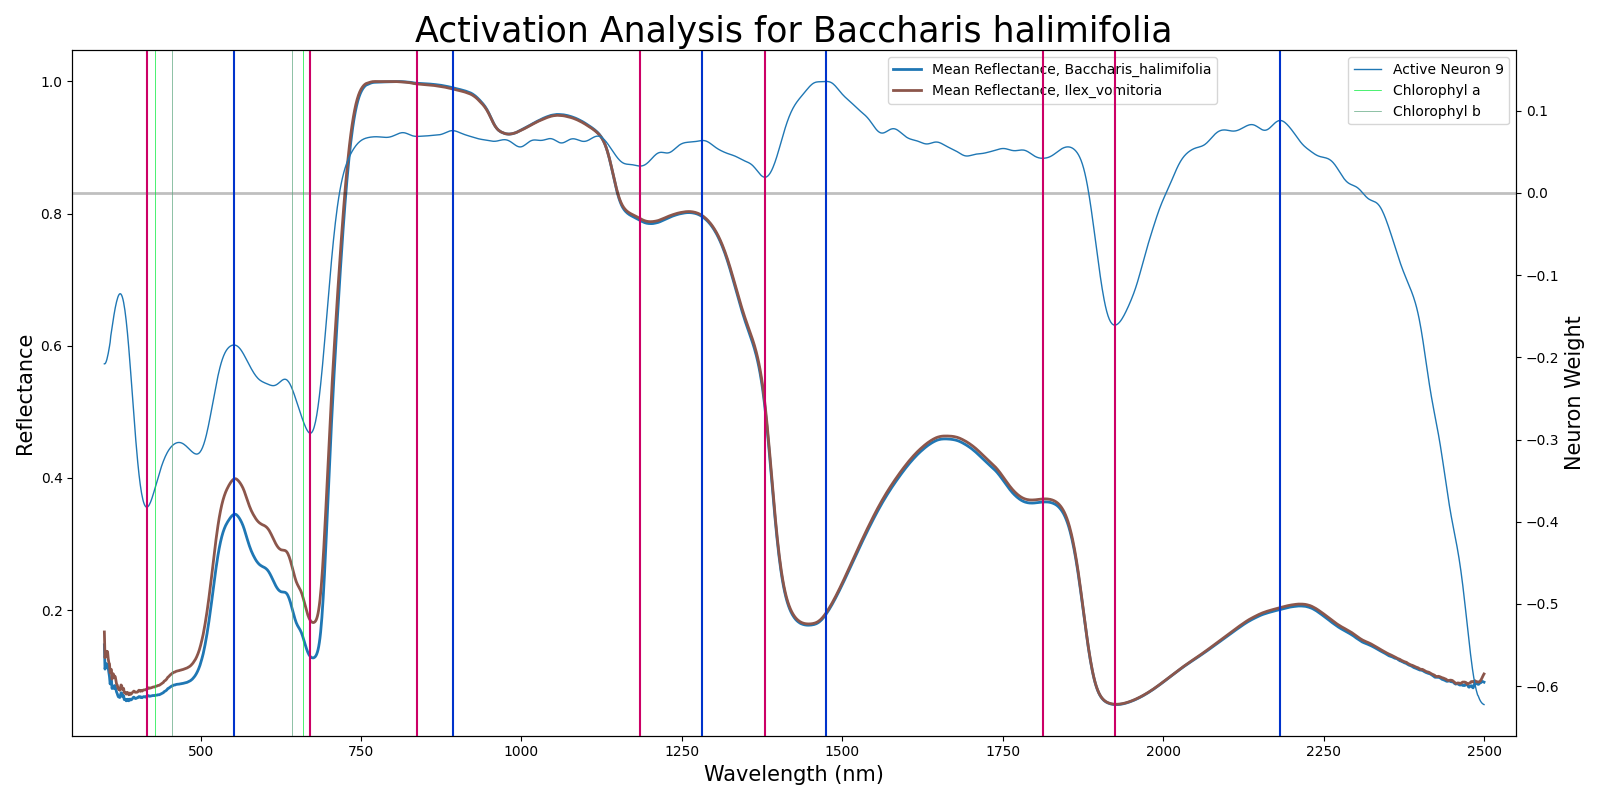 Activation Analysis for Baccharis halimifolia
Mean Reflectance, Baccharis_halimifolia
Mean Reflectance, Ilex_vomitoria
Active Neuron 9
Chlorophyl a
Chlorophyl b
1.0
0.8
0.6
0.4
0.2
Reflectance
0.1
0.0
−0.1
−0.2
−0.3
−0.4
−0.5
−0.6
Neuron Weight
500 750 1000 1250 1500 1750 2000 2250 2500
Wavelength (nm)